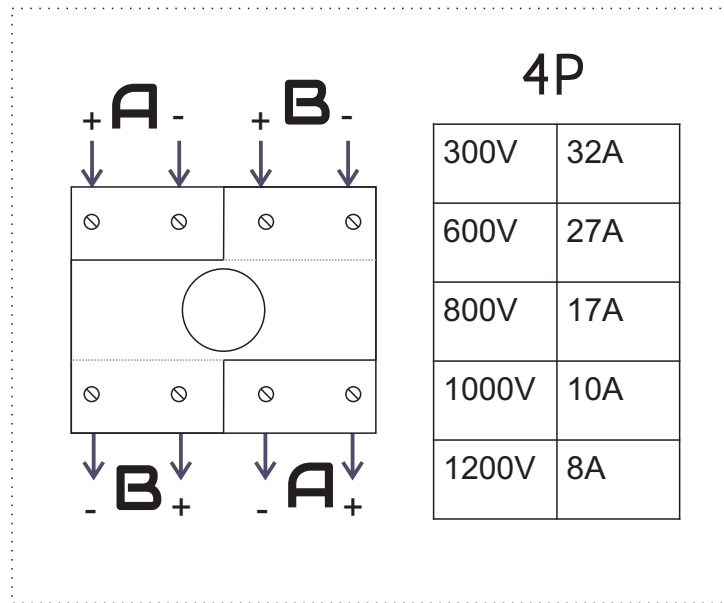 4P
+ A - + B -
300V 32A
600V 27A
800V 17A
1000V 10A
1200V 8A
- B + - A +